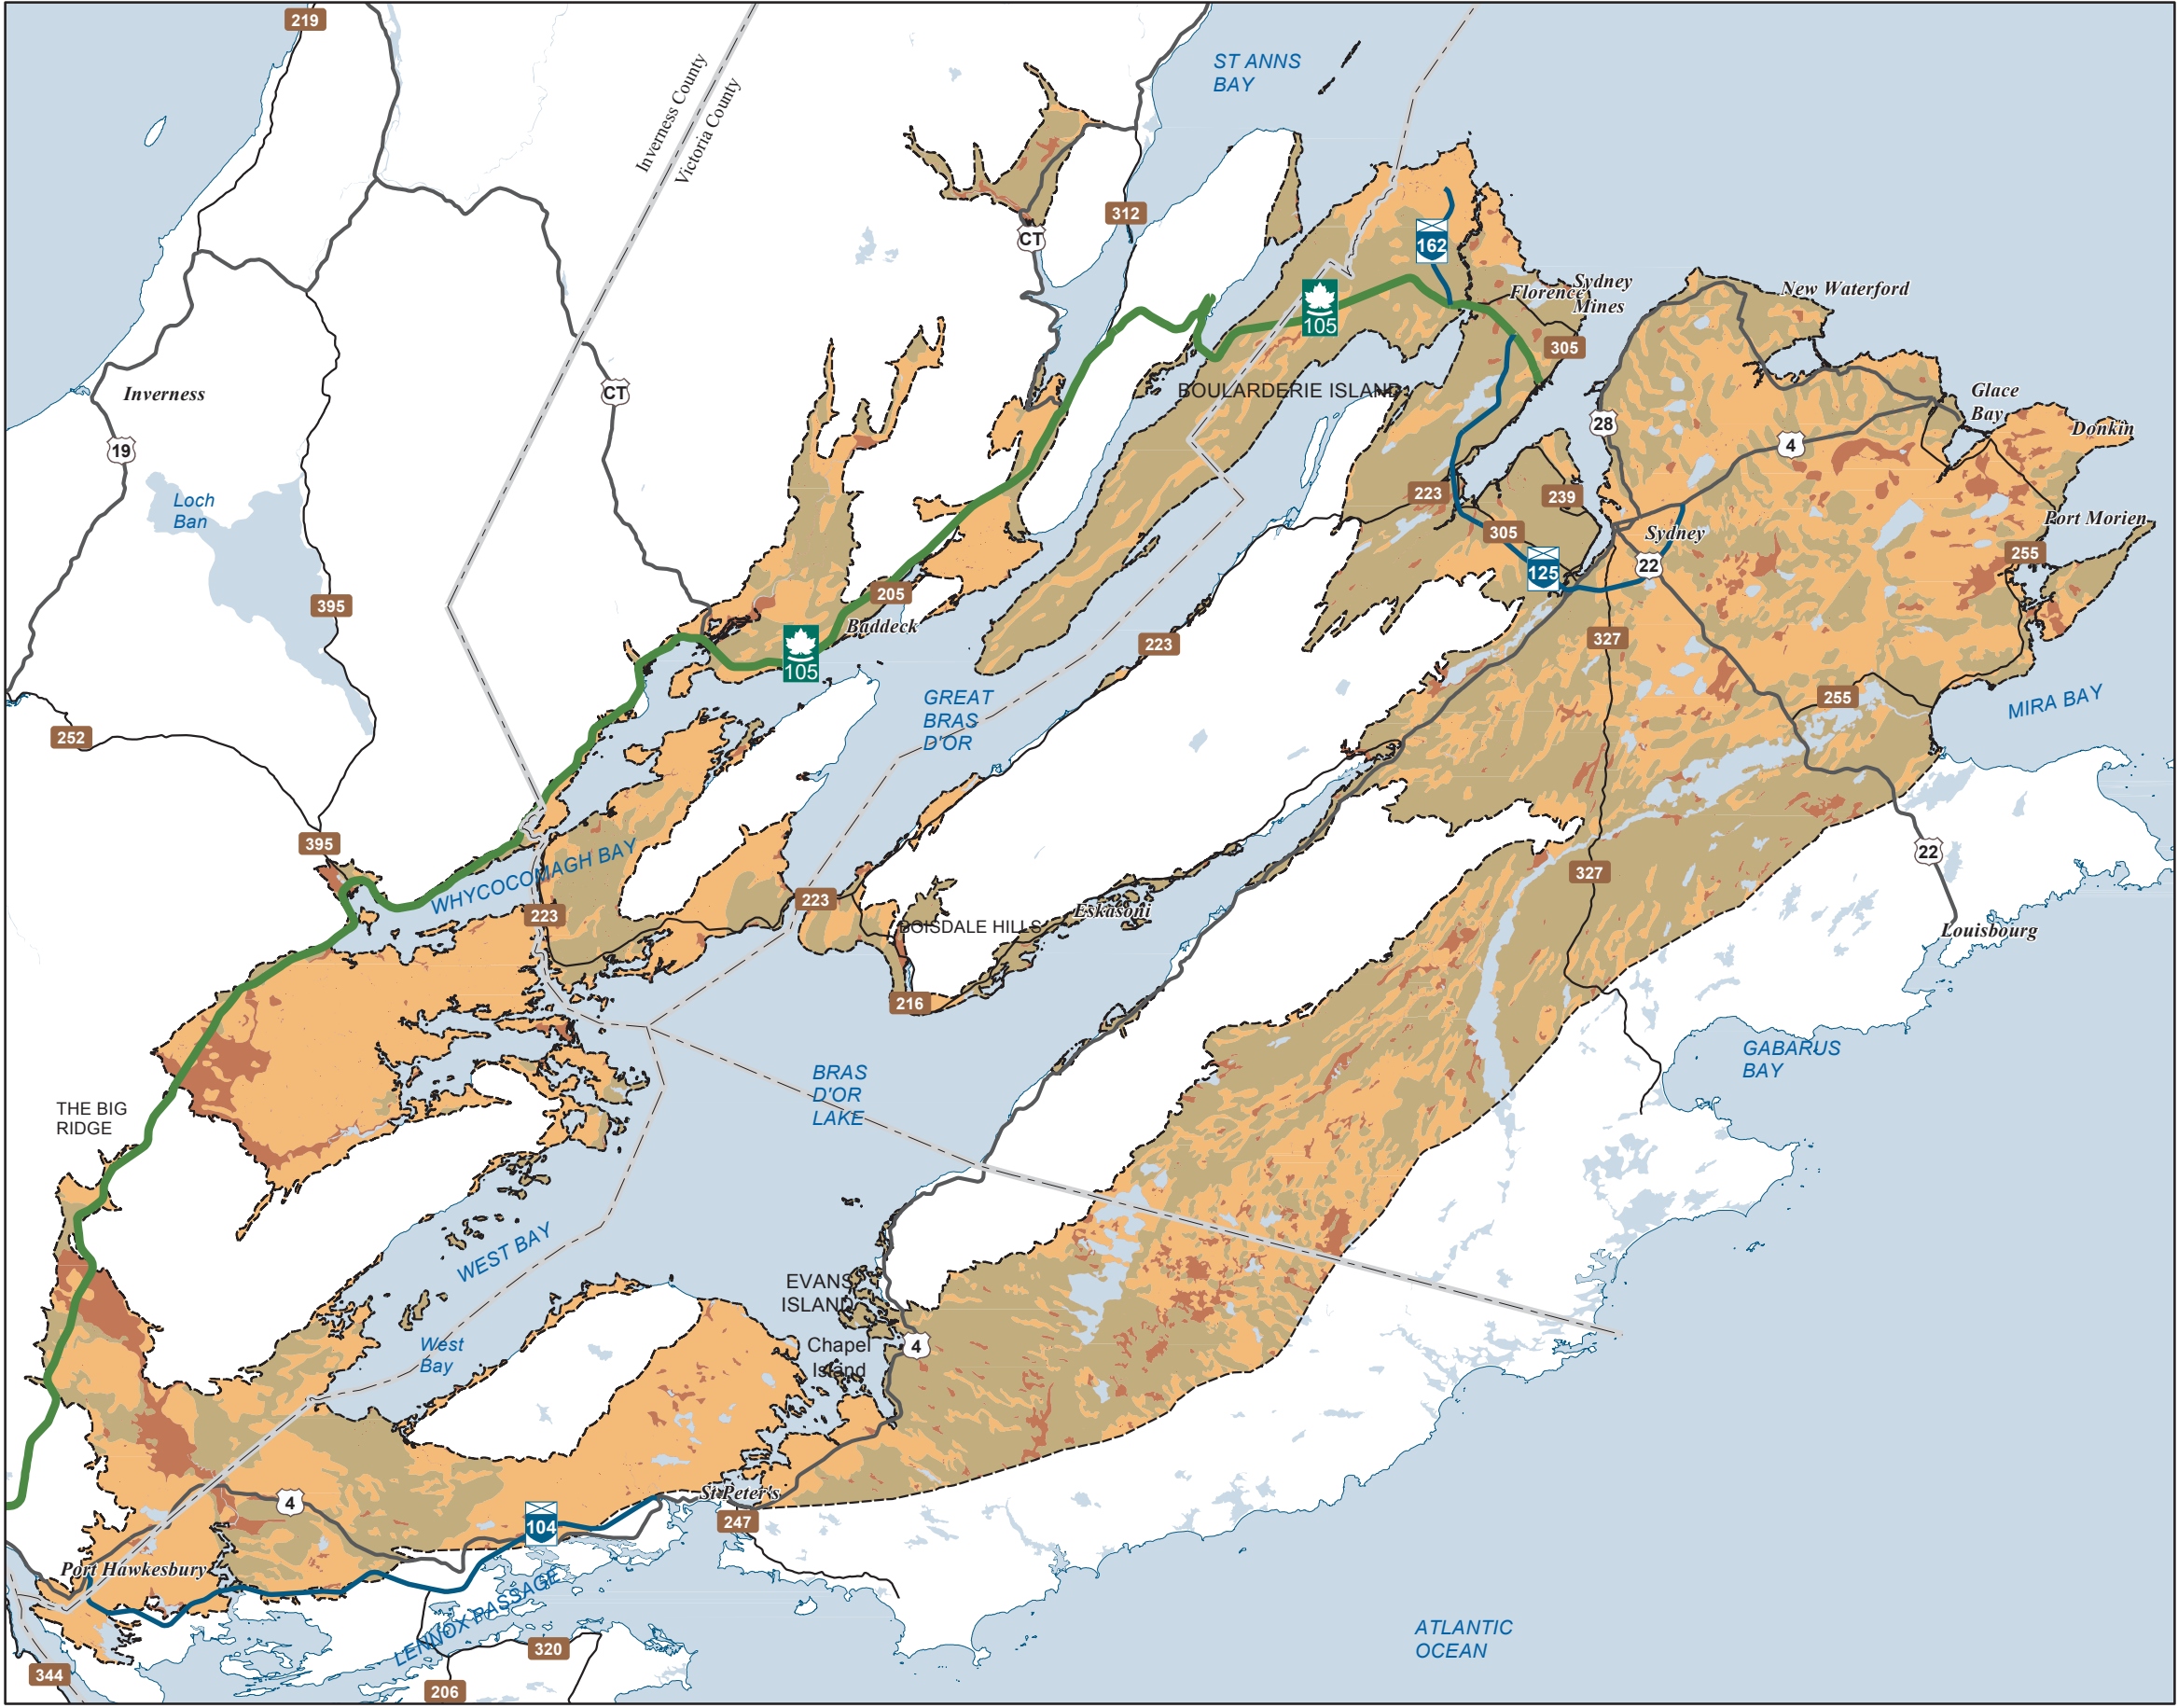 219
Inverness County
Victoria County
ST ANNS
BAY
312
CT
162
105
Florence
Sydney
Mines
New Waterford
305
Inverness
CT
BOULARDERIE ISLAND
Glace
Bay
19
28
4
Donkin
Loch
Ban
223
239
305
Sydney
Port Morien
255
125
22
395
205
Baddeck
105
223
327
255
MIRA BAY
GREAT
BRAS
D'OR
252
395
WHYCOCOMAGH BAY
327
22
223
223
BOISDALE HILLS
Eskasoni
Louisbourg
216
GABARUS
BAY
BRAS
D'OR
LAKE
THE BIG
RIDGE
WEST BAY
EVANS
ISLAND
West
Bay
Chapel
Island
4
St Peter's
4
104
247
Port Hawkesbury
LENNOX PASSAGE
ATLANTIC
OCEAN
320
344
206